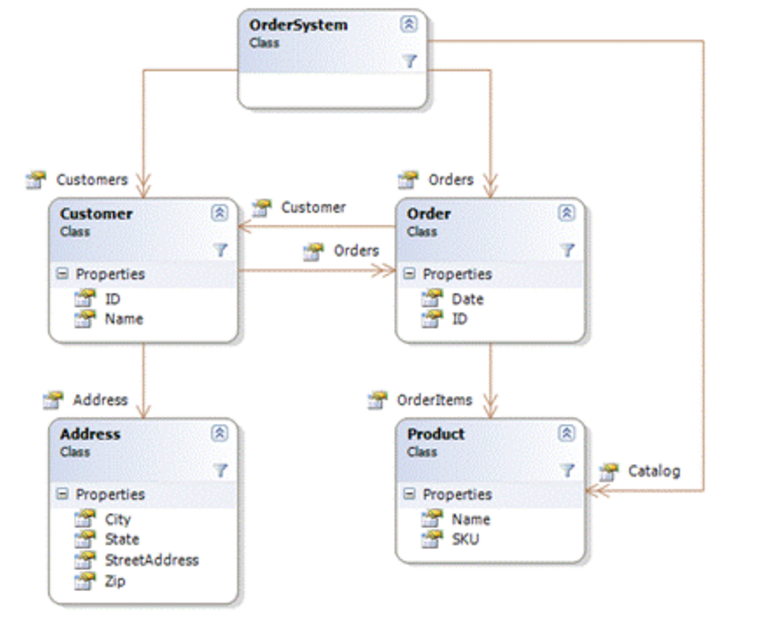 OrderSystem
Class
Customers
Orders
Customer
Class
Customer
Orders
Order
Class
Properties
ID
Name
Properties
Date
ID
Address
OrderItems
Address
Class
Product
Class
Catalog
Properties
City
State
StreetAddress
Zip
Properties
Name
SKU